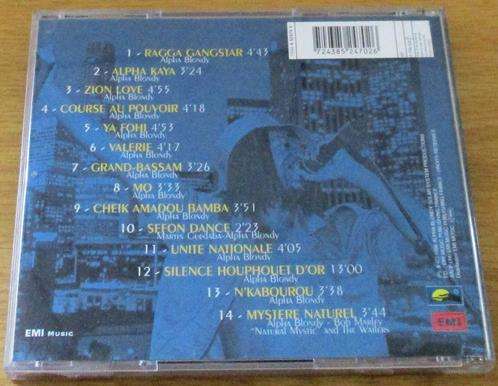 1 - RAGGA GANGSTAR 4'43
Alpha Blondy
2 - ALPHA KAYA 3'24
Alpha Blondy
3 - ZION LOVE 4'55
Alpha Blondy
4 - COURSE AU POUVOIR 4'18
Alpha Blondy
5 - YA FOHI 4'53
Alpha Blondy
6 - VALERIE 4'17
Alpha Blondy
7 - GRAND-BASSAM 3'26
Alpha Blondy
8 - MO 3'33
Alpha Blondy
9 - CHEIK AMADOU BAMBA 3'51
Alpha Blondy
10 - SEFON DANCE 2'23
Alpha Blondy
11 - UNITE NATIONALE 4'05
Alpha Blondy
12 - SILENCE HOUPHOUET D'OR 13'00
Alpha Blondy
13 - N'KABOUROU 3'38
Alpha Blondy
14 - MYSTERE NATUREL 3'44
Alpha Blondy - Bob Marley
"Natural Mystic" and The Wailers
EMI MUSIC
EMI
7 24385 24702 6